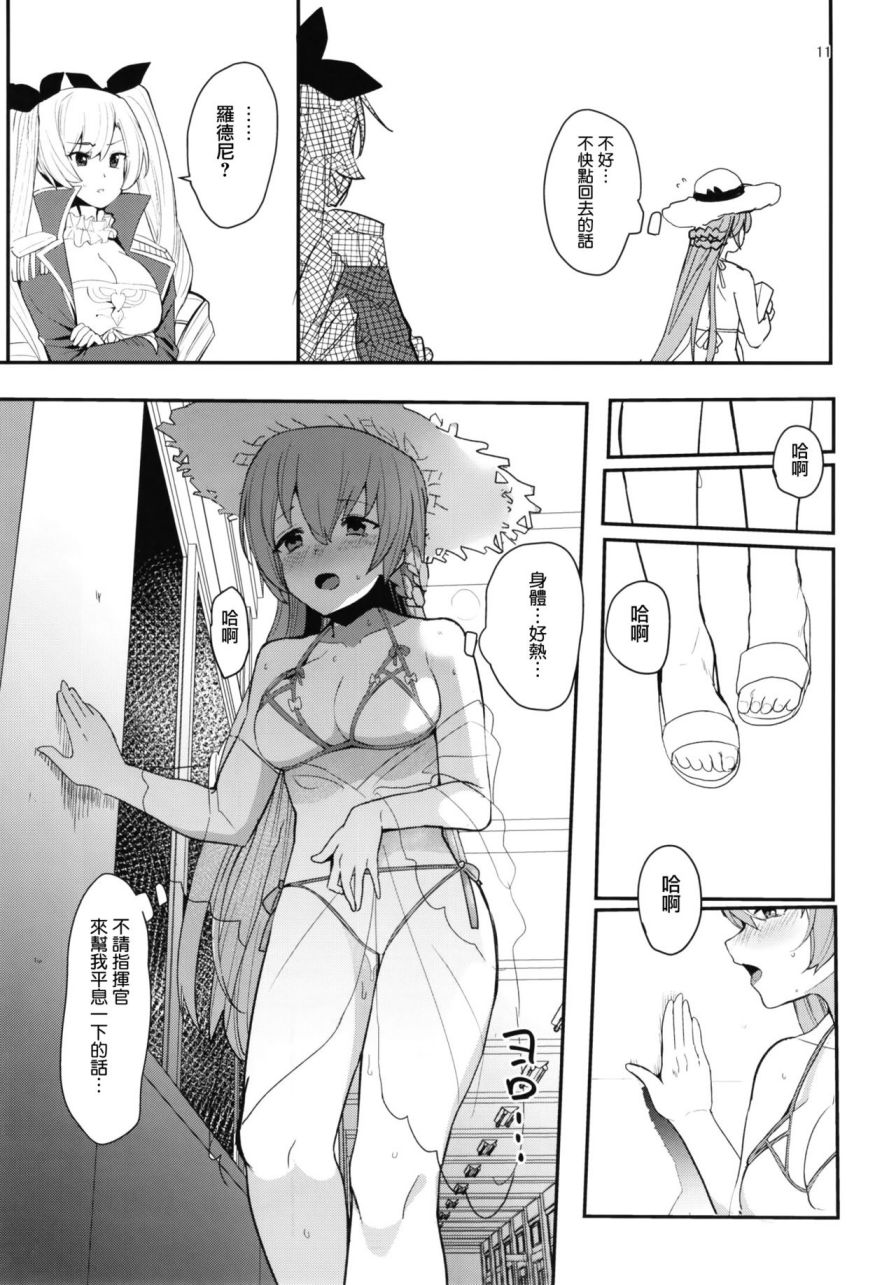 11
不好…
不快點回去的話
……
羅德尼?
哈啊
哈啊
哈啊
身體…好熱…
哈啊
不請指揮官
來幫我平息一下的話…